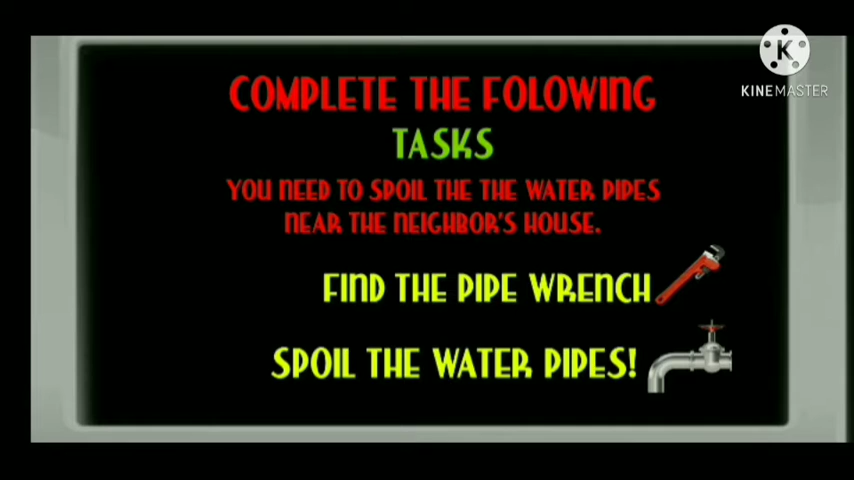 COMPLETE THE FOLOWING
TASKS
YOU NEED TO SPOIL THE THE WATER PIPES
NEAR THE NEIGHBOR'S HOUSE.
FIND THE PIPE WRENCH
SPOIL THE WATER PIPES!
K
KINEMASTER